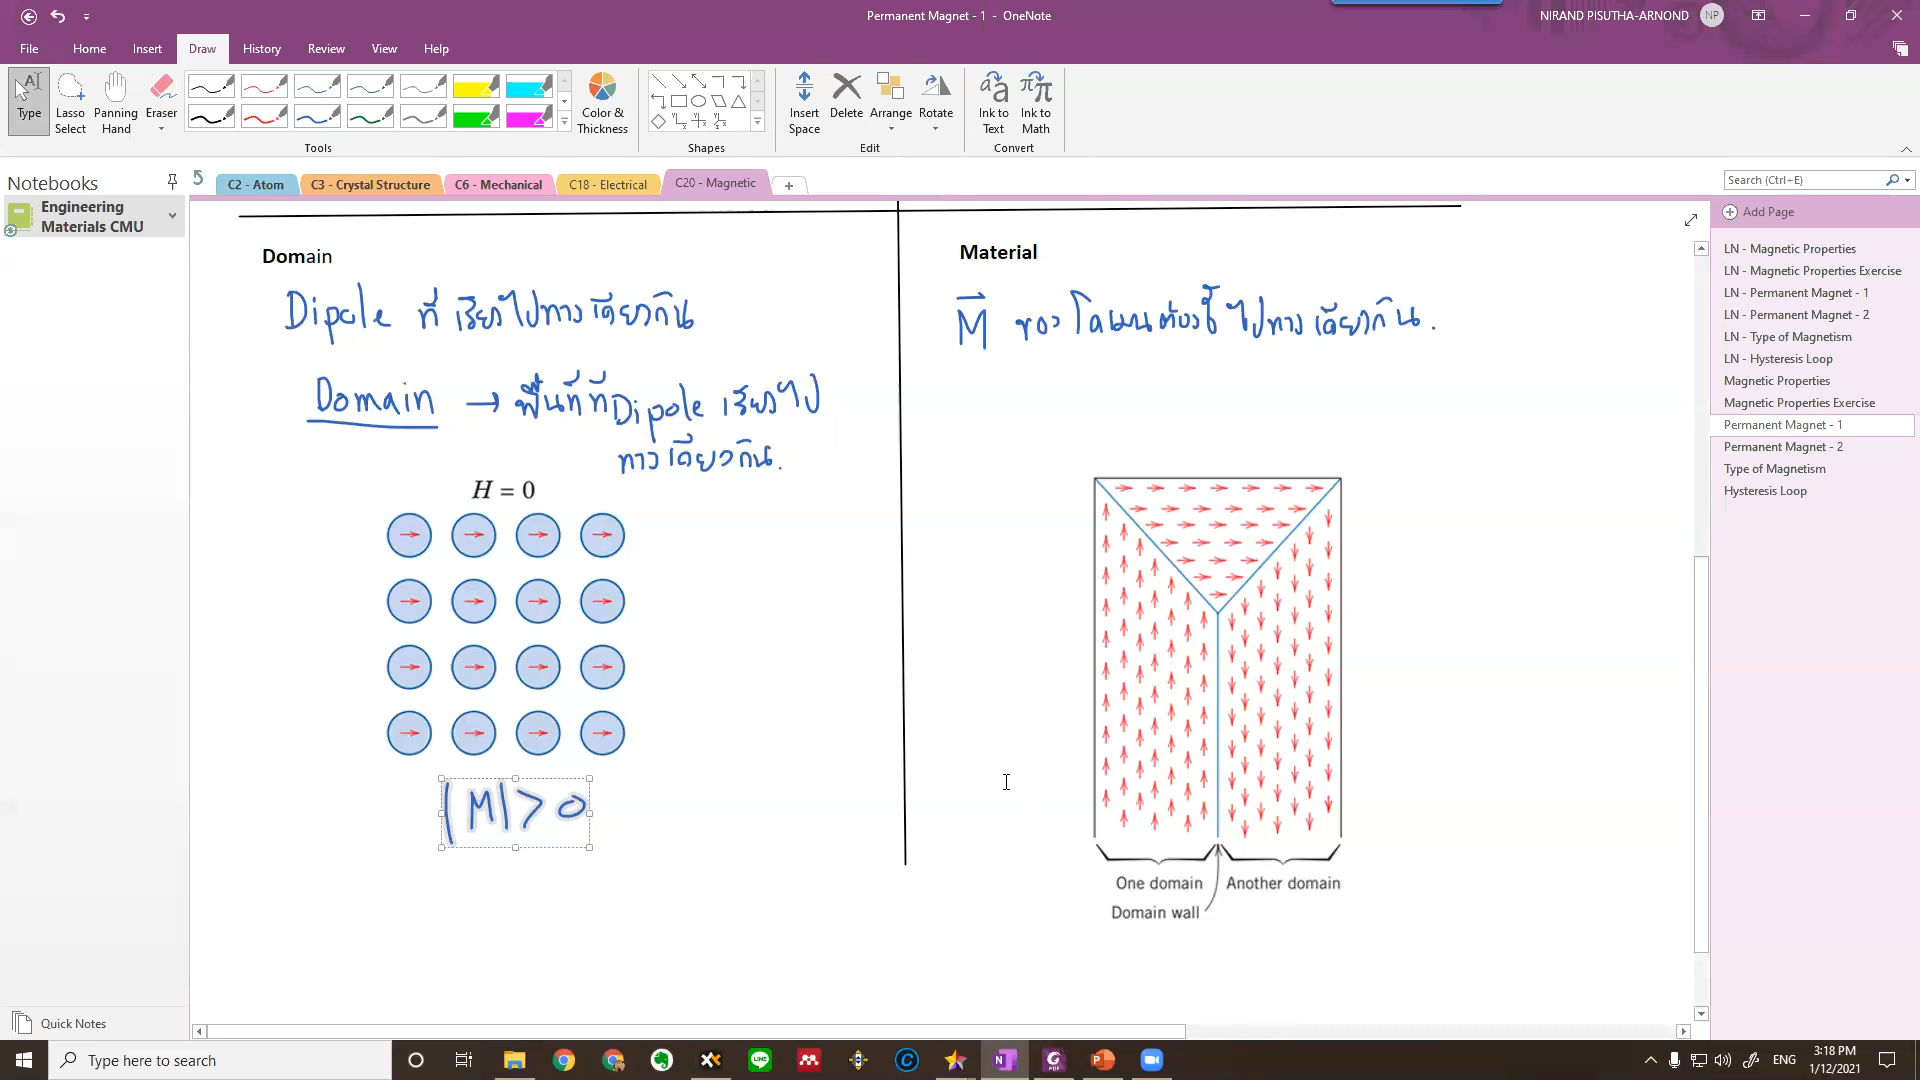 Permanent Magnet - 1 - OneNote
NIRAND PISUTHA-ARNOND NP
File Home Insert Draw History Review View Help
Type
Lasso Select
Panning Hand
Eraser
Color & Thickness
Insert Space
Delete
Arrange
Rotate
Ink to Text
Ink to Math
Tools
Shapes
Edit
Convert
Notebooks
C2 - Atom
C3 - Crystal Structure
C6 - Mechanical
C18 - Electrical
C20 - Magnetic
Search (Ctrl+E)
Engineering
Materials CMU
Add Page
LN - Magnetic Properties
LN - Magnetic Properties Exercise
LN - Permanent Magnet - 1
LN - Permanent Magnet - 2
LN - Type of Magnetism
LN - Hysteresis Loop
Magnetic Properties
Magnetic Properties Exercise
Permanent Magnet - 1
Permanent Magnet - 2
Type of Magnetism
Hysteresis Loop
Domain
Dipole ที่ เรียงไปทางเดียวกัน
Domain → พื้นที่ที่ Dipole เรียงไป
ทางเดียวกัน.
H = 0
|M| > 0
Material
M ของ โดเมนต้องชี้ ไปทางเดียวกัน.
One domain
Another domain
Domain wall
Quick Notes
Type here to search
ENG
3:18 PM
1/12/2021